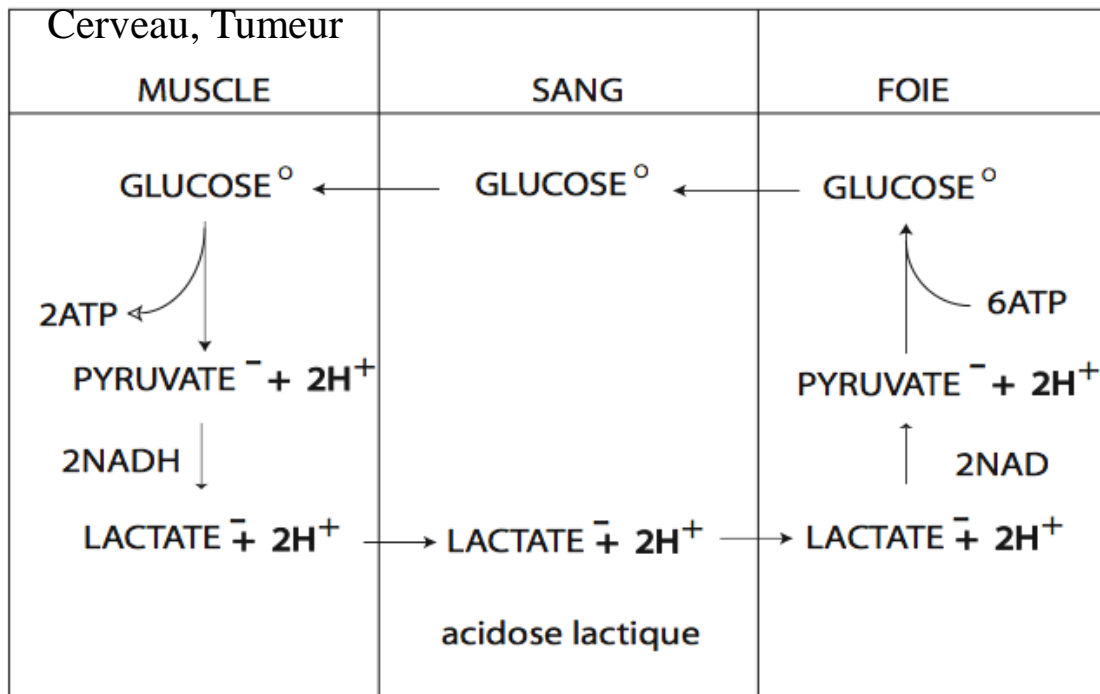 Cerveau, Tumeur
MUSCLE SANG FOIE
GLUCOSE° GLUCOSE° GLUCOSE°
2ATP 6ATP
PYRUVATE⁻ + 2H⁺ PYRUVATE⁻ + 2H⁺
2NADH 2NAD
LACTATE⁻ + 2H⁺ LACTATE⁻ + 2H⁺ LACTATE⁻ + 2H⁺
acidose lactique